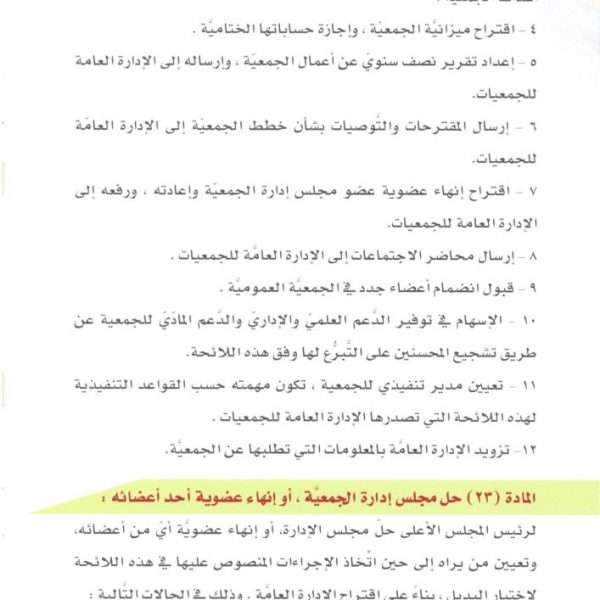 ٤ - اقتراح ميزانيَّة الجمعيَّة ، وإجازة حساباتها الختاميَّة .
٥ - إعداد تقرير نصف سنويّ عن أعمال الجمعيَّة ، وإرساله إلى الإدارة العامة
للجمعيات.
٦ - إرسال المقترحات والتَّوصيات بشأن خطط الجمعيَّة إلى الإدارة العامَّة
للجمعيات.
٧ - اقتراح إنهاء عضوية عضو مجلس إدارة الجمعيَّة وإعادته ، ورفعه إلى
الإدارة العامة للجمعيات.
٨ - إرسال محاضر الاجتماعات إلى الإدارة العامَّة للجمعيات .
٩ - قبول انضمام أعضاء جدد في الجمعيَّة العموميَّة .
١٠ - الإسهام في توفير الدَّعم العلميّ والإداريّ والدَّعم المادّيّ للجمعية عن
طريق تشجيع المحسنين على التَّبرُّع لها وفق هذه اللائحة.
١١ - تعيين مدير تنفيذي للجمعية ، تكون مهمته حسب القواعد التنفيذية
لهذه اللائحة التي تصدرها الإدارة العامة للجمعيات .
١٢- تزويد الإدارة العامَّة بالمعلومات التي تطلبها عن الجمعيَّة.
المادة (٢٣) حل مجلس إدارة الجمعيَّة ، أو إنهاء عضوية أحد أعضائه :
لرئيس المجلس الأعلى حلّ مجلس الإدارة، أو إنهاء عضويَّة أيّ من أعضائه،
وتعيين من يراه إلى حين اتِّخاذ الإجراءات المنصوص عليها في هذه اللائحة
لاختيار البديل ، بناءً على اقتراح الإدارة العامَّة ، وذلك في الحالات التَّالية :